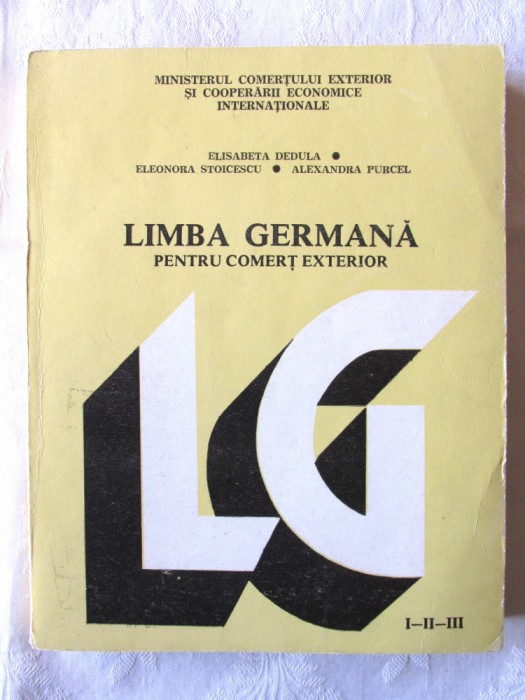 MINISTERUL COMERȚULUI EXTERIOR
ȘI COOPERĂRII ECONOMICE
INTERNAȚIONALE
ELISABETA DEDULA ●
ELEONORA STOICESCU ● ALEXANDRA PURCEL
LIMBA GERMANĂ
PENTRU COMERȚ EXTERIOR
LG
I—II—III